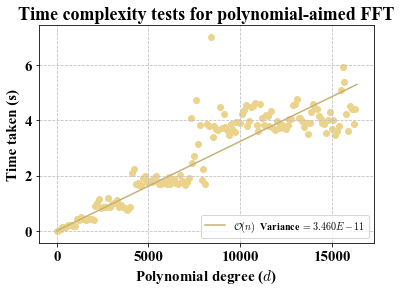 Time complexity tests for polynomial-aimed FFT
Time taken (s)
6
4
2
0
0
5000
10000
15000
Polynomial degree (d)
𝒪(n) Variance = 3.460E − 11